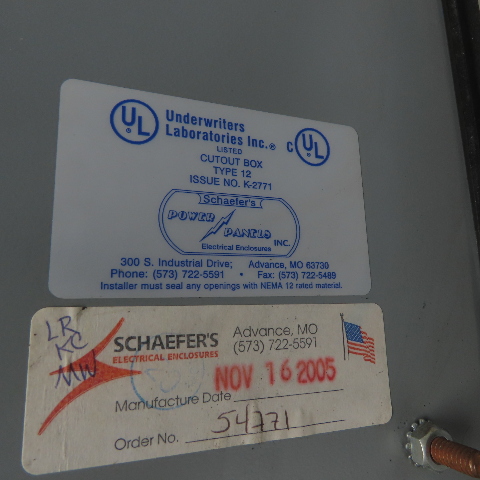 UL Underwriters
Laboratories Inc.® c UL
LISTED
CUTOUT BOX
TYPE 12
ISSUE NO. K-2771
Schaefer's
POWER PANELS
INC.
Electrical Enclosures
300 S. Industrial Drive; Advance, MO 63730
Phone: (573) 722-5591 • Fax: (573) 722-5489
Installer must seal any openings with NEMA 12 rated material.
LR
KC
MW
SCHAEFER'S
ELECTRICAL ENCLOSURES
Advance, MO
(573) 722-5591
NOV 16 2005
Manufacture Date
Order No. 54771